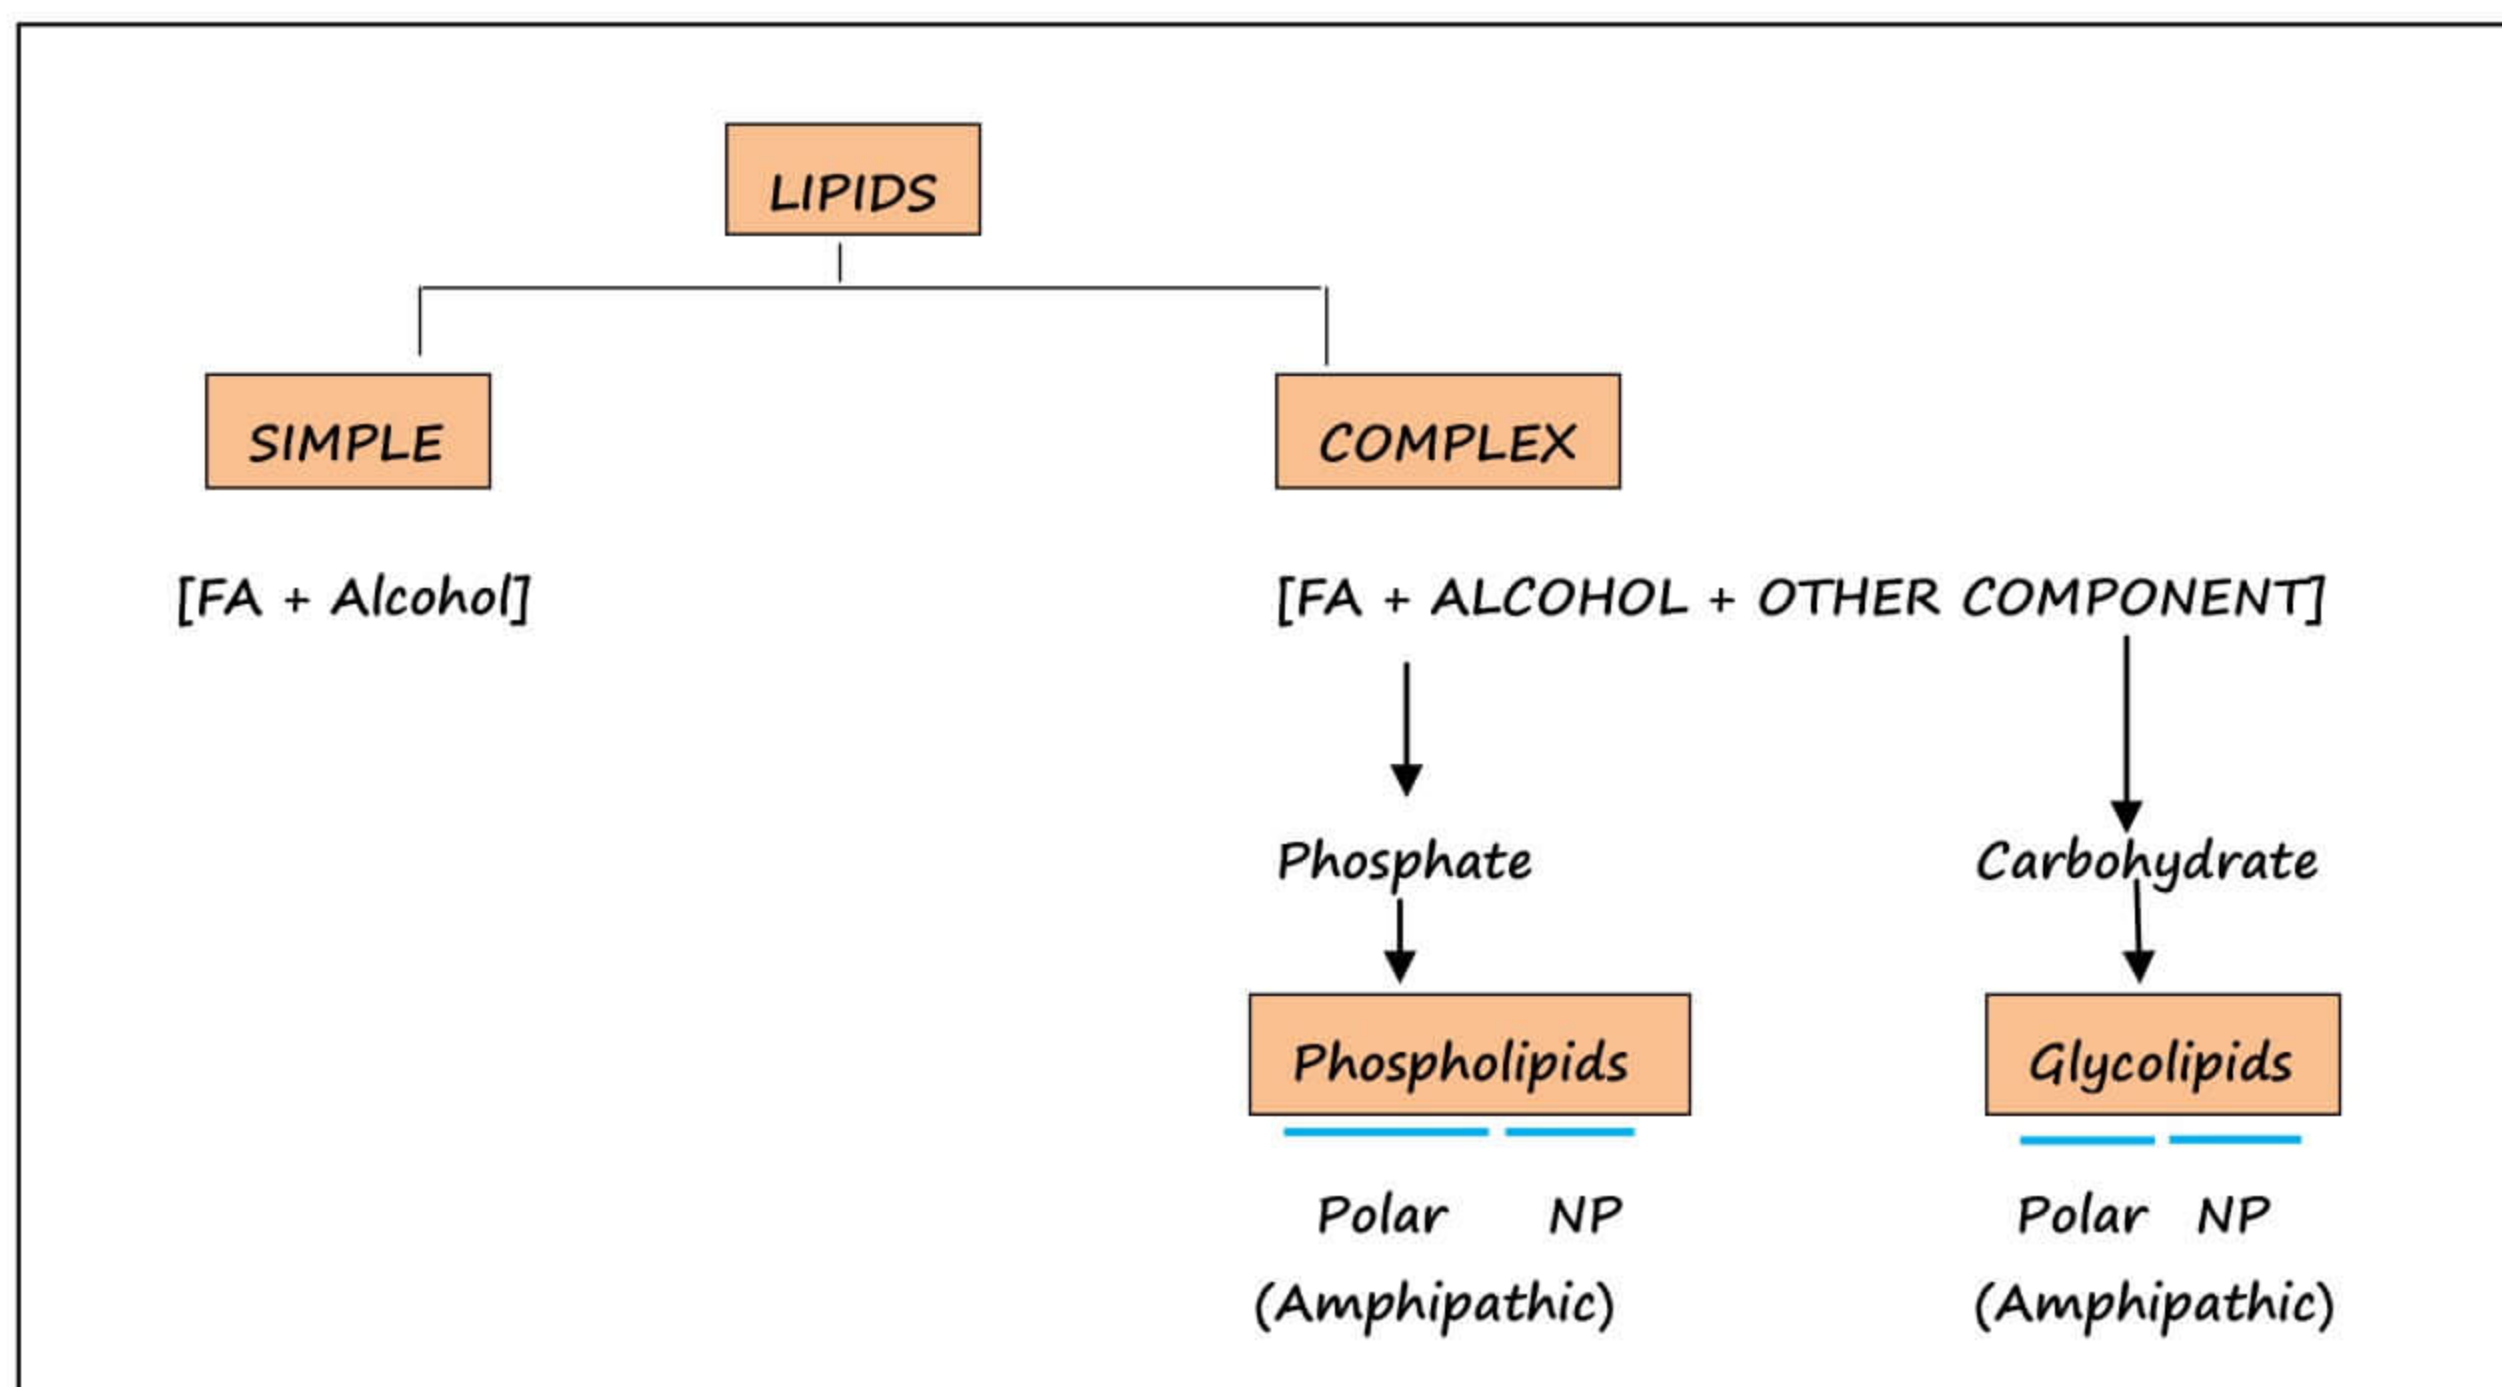 LIPIDS
SIMPLE COMPLEX
[FA + Alcohol] [FA + ALCOHOL + OTHER COMPONENT]
Phosphate Carbohydrate
Phospholipids Glycolipids
Polar NP Polar NP
(Amphipathic) (Amphipathic)